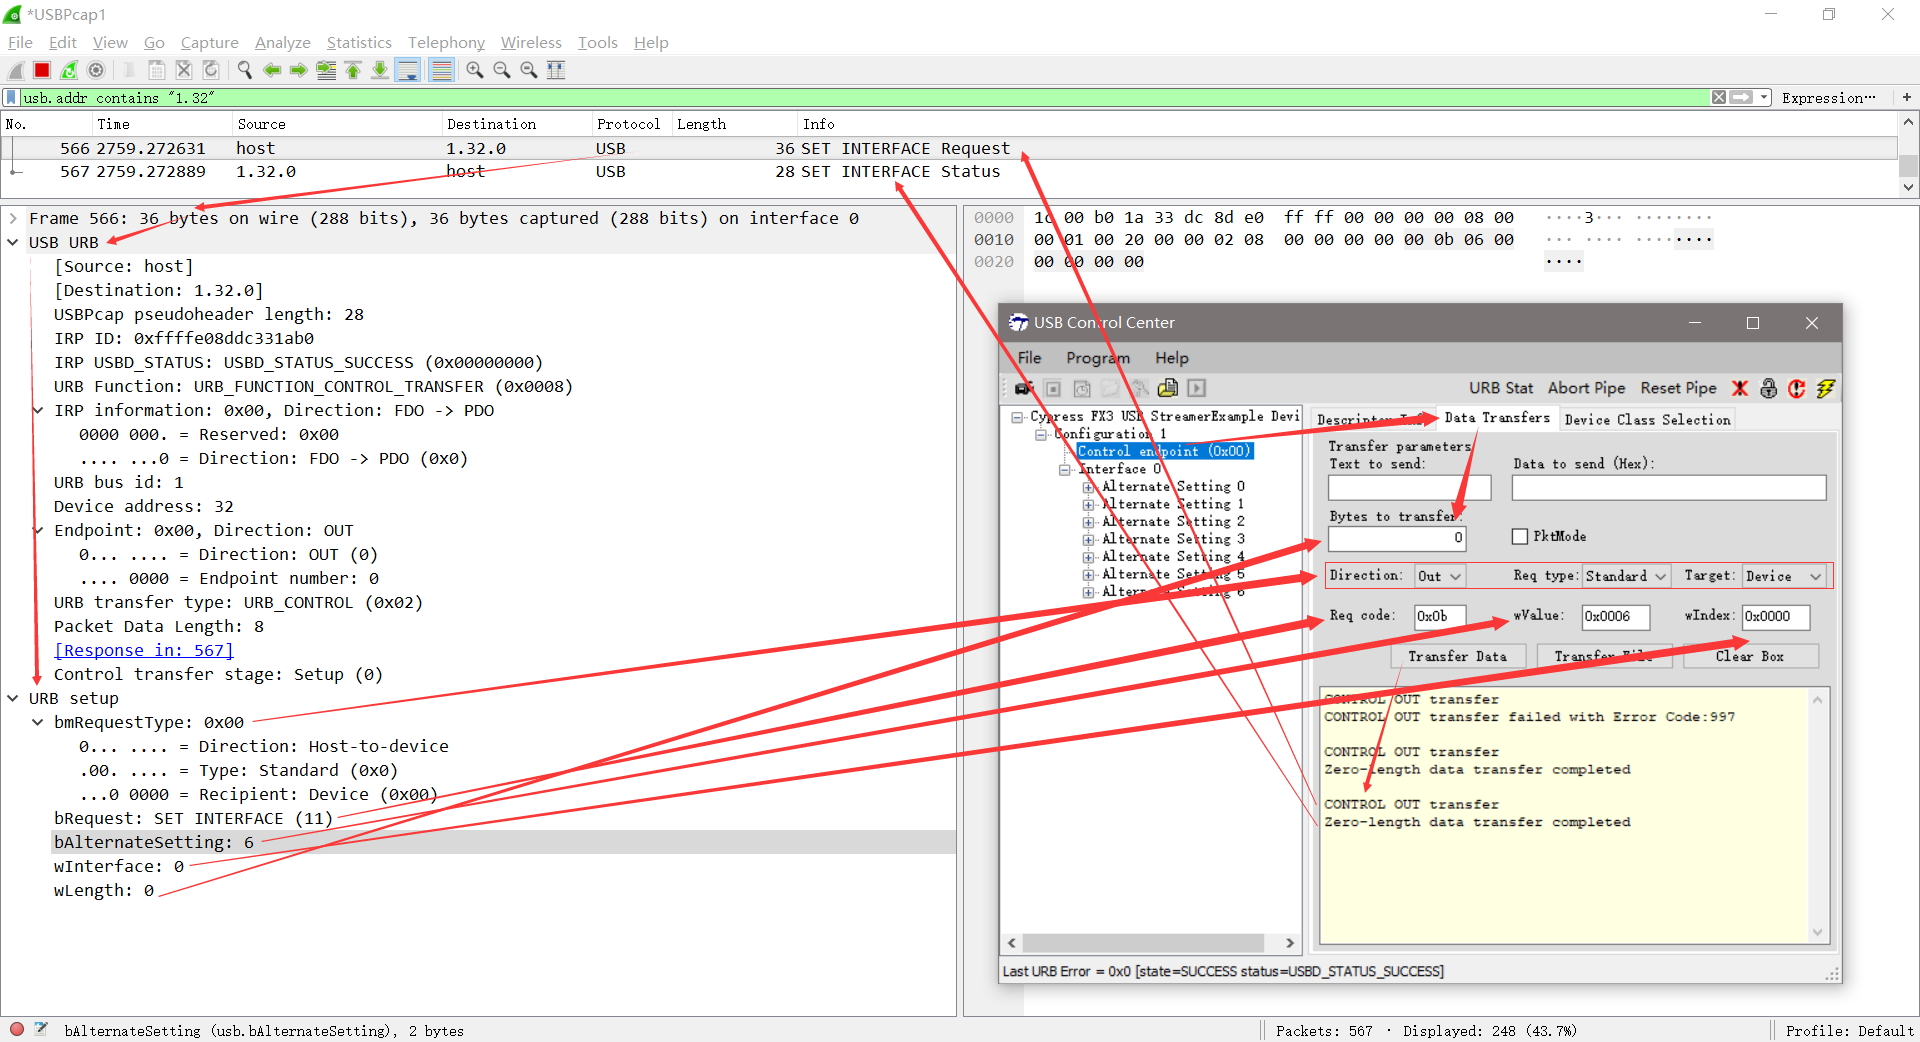 *USBPcap1
File Edit View Go Capture Analyze Statistics Telephony Wireless Tools Help
usb.addr contains "1.32"
Expression…
+
No. Time Source Destination Protocol Length Info
566 2759.272631 host 1.32.0 USB 36 SET INTERFACE Request
567 2759.272889 1.32.0 host USB 28 SET INTERFACE Status
Frame 566: 36 bytes on wire (288 bits), 36 bytes captured (288 bits) on interface 0
USB URB
[Source: host]
[Destination: 1.32.0]
USBPcap pseudoheader length: 28
IRP ID: 0xffffe08ddc331ab0
IRP USBD_STATUS: USBD_STATUS_SUCCESS (0x00000000)
URB Function: URB_FUNCTION_CONTROL_TRANSFER (0x0008)
IRP information: 0x00, Direction: FDO -> PDO
0000 000. = Reserved: 0x00
.... ...0 = Direction: FDO -> PDO (0x0)
URB bus id: 1
Device address: 32
Endpoint: 0x00, Direction: OUT
0... .... = Direction: OUT (0)
.... 0000 = Endpoint number: 0
URB transfer type: URB_CONTROL (0x02)
Packet Data Length: 8
[Response in: 567]
Control transfer stage: Setup (0)
URB setup
bmRequestType: 0x00
0... .... = Direction: Host-to-device
.00. .... = Type: Standard (0x0)
...0 0000 = Recipient: Device (0x00)
bRequest: SET INTERFACE (11)
bAlternateSetting: 6
wInterface: 0
wLength: 0
0000 1c 00 b0 1a 33 dc 8d e0 ff ff 00 00 00 00 08 00 ····3··· ········
0010 00 01 00 20 00 00 02 08 00 00 00 00 00 0b 06 00 ··· ···· ········
0020 00 00 00 00 ····
USB Control Center
File Program Help
URB Stat Abort Pipe Reset Pipe
Cypress FX3 USB StreamerExample Devi
Configuration 1
Control endpoint (0x00)
Interface 0
Alternate Setting 0
Alternate Setting 1
Alternate Setting 2
Alternate Setting 3
Alternate Setting 4
Alternate Setting 5
Alternate Setting 6
Descriptor Data Transfers Device Class Selection
Transfer parameters
Text to send: Data to send (Hex):
Bytes to transfer:
0 PktMode
Direction: Out Req type: Standard Target: Device
Req code: 0x0b wValue: 0x0006 wIndex: 0x0000
Transfer Data Transfer File Clear Box
CONTROL OUT transfer
CONTROL OUT transfer failed with Error Code:997
CONTROL OUT transfer
Zero-length data transfer completed
CONTROL OUT transfer
Zero-length data transfer completed
Last URB Error = 0x0 [state=SUCCESS status=USBD_STATUS_SUCCESS]
bAlternateSetting (usb.bAlternateSetting), 2 bytes
Packets: 567 · Displayed: 248 (43.7%)
Profile: Default